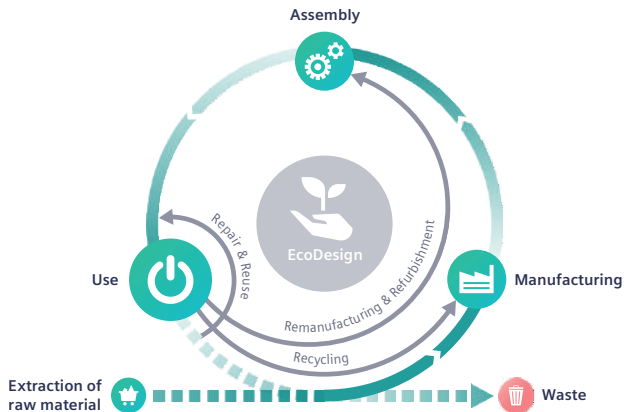 Assembly
Repair & Reuse
EcoDesign
Use
Manufacturing
Remanufacturing & Refurbishment
Recycling
Extraction of
raw material
Waste